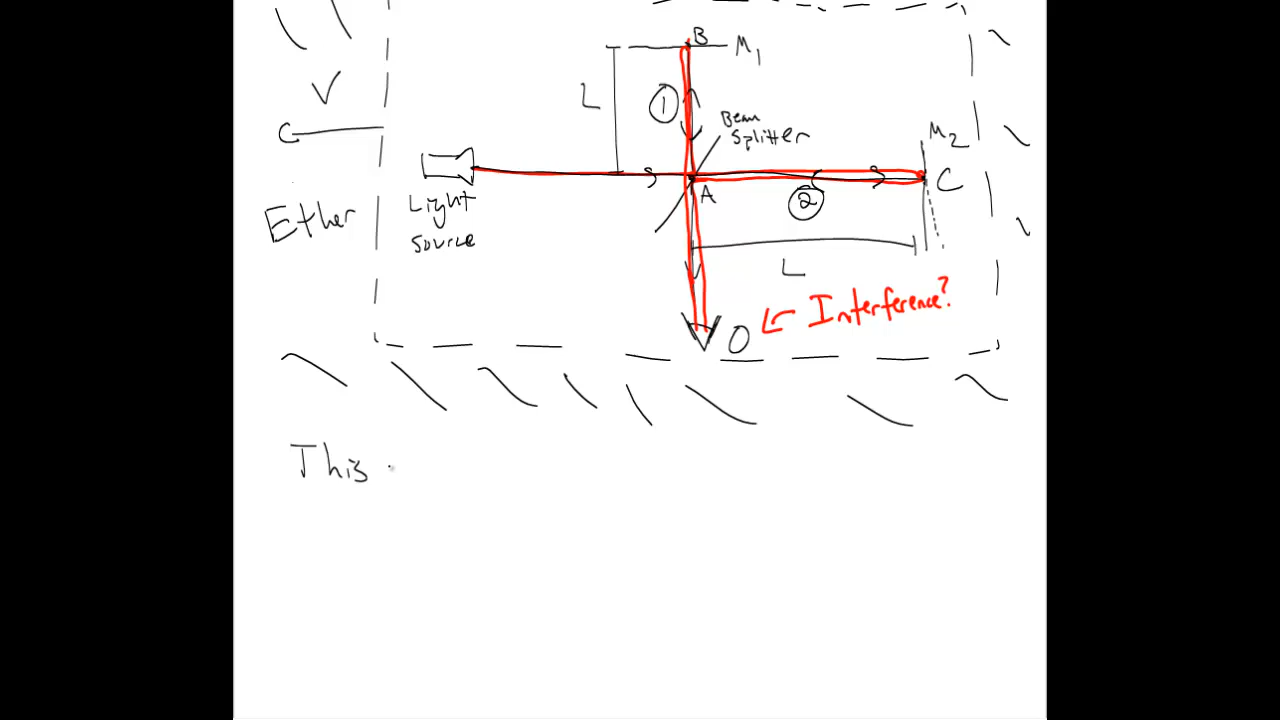 B
M1
V
L
1
Beam
Splitter
M2
C
A
2
Light
Source
Ether
L
Interference?
O
This